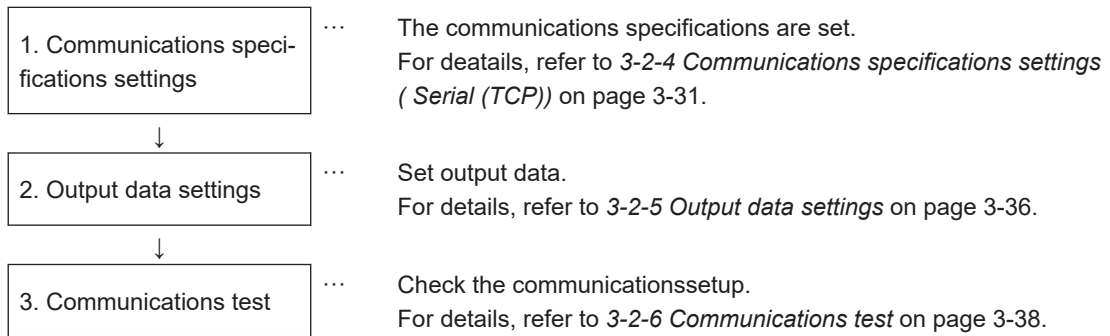 1. Communications speci-
fications settings
… The communications specifications are set.
For deatails, refer to 3-2-4 Communications specifications settings
( Serial (TCP)) on page 3-31.
↓
2. Output data settings
… Set output data.
For details, refer to 3-2-5 Output data settings on page 3-36.
↓
3. Communications test
… Check the communicationssetup.
For details, refer to 3-2-6 Communications test on page 3-38.